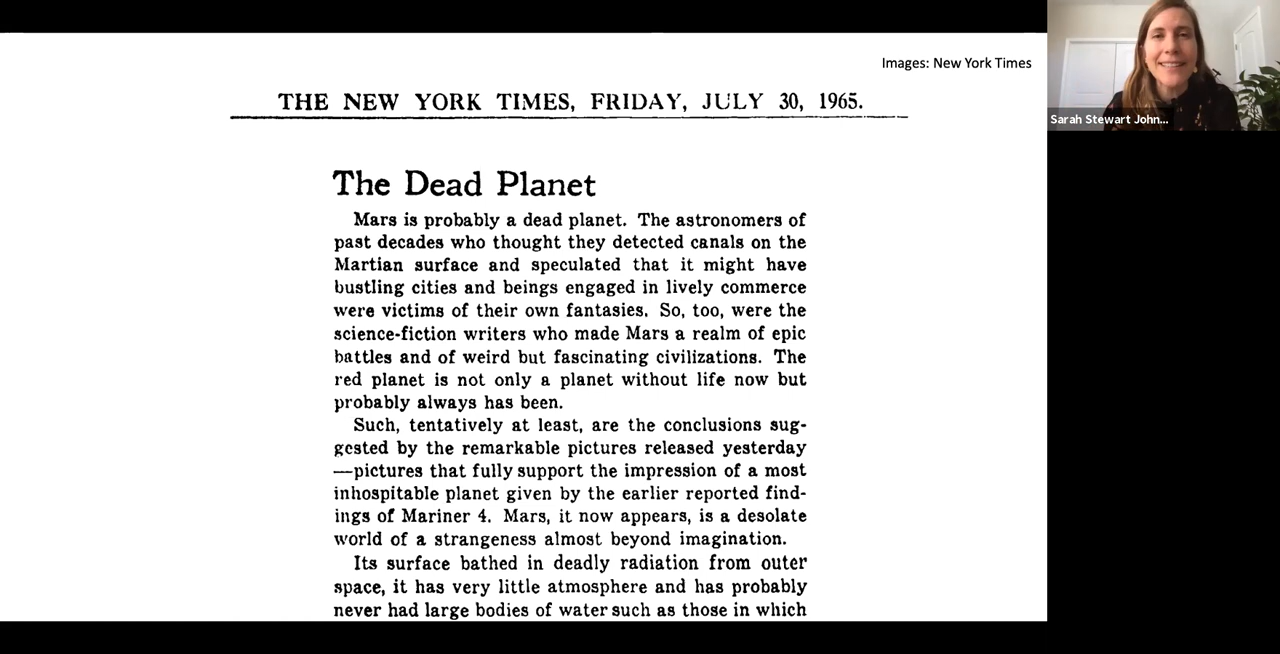 Images: New York Times
THE NEW YORK TIMES, FRIDAY, JULY 30, 1965.
The Dead Planet
Mars is probably a dead planet. The astronomers of
past decades who thought they detected canals on the
Martian surface and speculated that it might have
bustling cities and beings engaged in lively commerce
were victims of their own fantasies. So, too, were the
science-fiction writers who made Mars a realm of epic
battles and of weird but fascinating civilizations. The
red planet is not only a planet without life now but
probably always has been.
Such, tentatively at least, are the conclusions sug-
gested by the remarkable pictures released yesterday
—pictures that fully support the impression of a most
inhospitable planet given by the earlier reported find-
ings of Mariner 4. Mars, it now appears, is a desolate
world of a strangeness almost beyond imagination.
Its surface bathed in deadly radiation from outer
space, it has very little atmosphere and has probably
never had large bodies of water such as those in which
Sarah Stewart John...